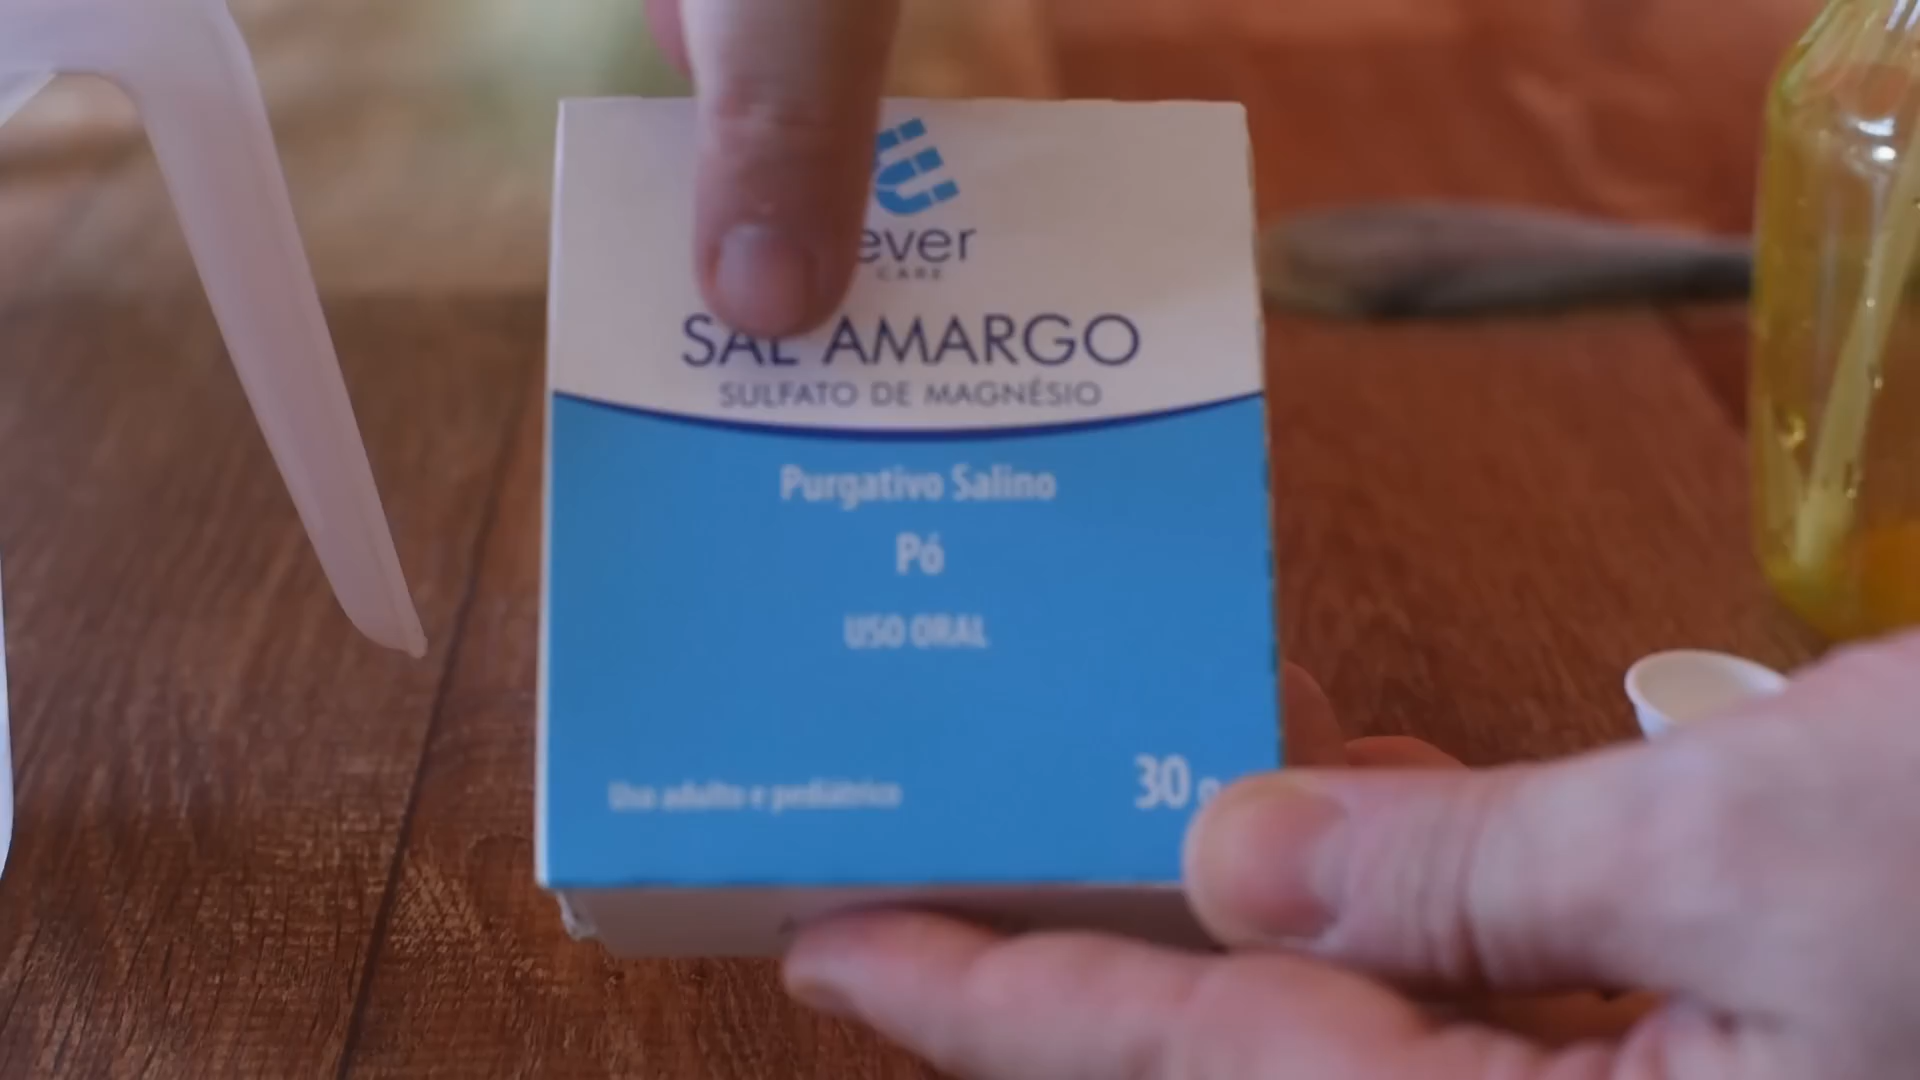 ever
CARE
SAL AMARGO
SULFATO DE MAGNÉSIO
Purgativo Salino
Pó
USO ORAL
Uso adulto e pediátrico
30 g